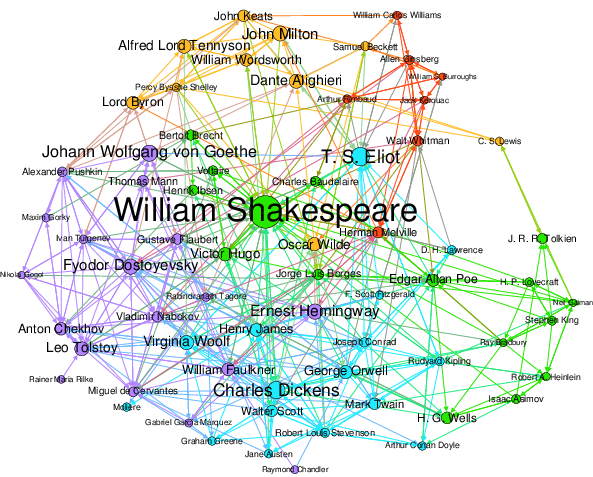 John Keats
William Carlos Williams
John Milton
Alfred Lord Tennyson
Samuel Beckett
William Wordsworth
Allen Ginsberg
Dante Alighieri
William S. Burroughs
Percy Bysshe Shelley
Lord Byron
Arthur Rimbaud
Jack Kerouac
Bertolt Brecht
Walt Whitman
C. S. Lewis
Johann Wolfgang von Goethe
T. S. Eliot
Alexander Pushkin
Voltaire
Thomas Mann
Charles Baudelaire
Henrik Ibsen
William Shakespeare
Maxim Gorky
Herman Melville
Ivan Turgenev
Gustave Flaubert
J. R. R. Tolkien
Oscar Wilde
D. H. Lawrence
Victor Hugo
Fyodor Dostoyevsky
Nikolai Gogol
Jorge Luis Borges
Edgar Allan Poe
H. P. Lovecraft
Rabindranath Tagore
F. Scott Fitzgerald
Neil Gaiman
Ernest Hemingway
Vladimir Nabokov
Stephen King
Anton Chekhov
Henry James
Virginia Woolf
Joseph Conrad
Ray Bradbury
Leo Tolstoy
Rudyard Kipling
William Faulkner
George Orwell
Rainer Maria Rilke
Robert A. Heinlein
Miguel de Cervantes
Charles Dickens
Isaac Asimov
Moliere
Walter Scott
Mark Twain
H. G. Wells
Gabriel Garcia Marquez
Robert Louis Stevenson
Graham Greene
Arthur Conan Doyle
Jane Austen
Raymond Chandler